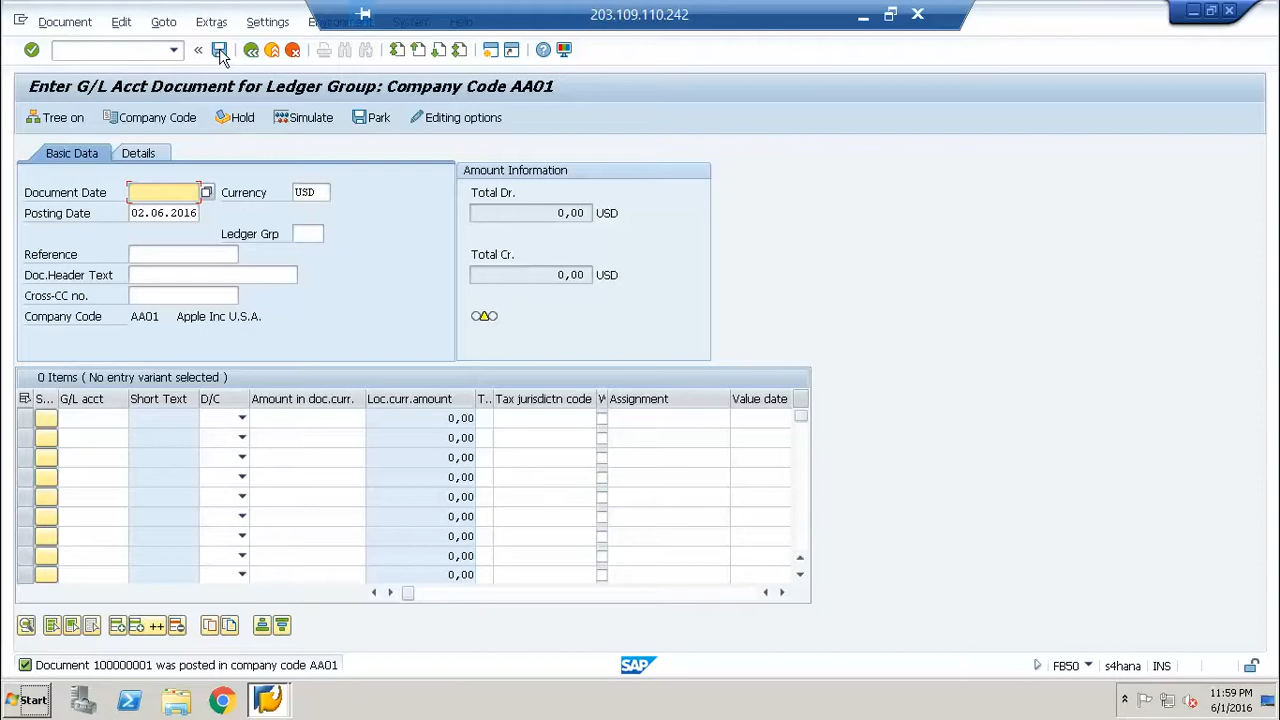 203.109.110.242
Document Edit Goto Extras Settings Environment System Help
Enter G/L Acct Document for Ledger Group: Company Code AA01
Tree on Company Code Hold Simulate Park Editing options
Basic Data Details
Amount Information
Document Date Currency USD
Total Dr.
Posting Date 02.06.2016
0,00 USD
Ledger Grp
Reference
Total Cr.
Doc.Header Text
0,00 USD
Cross-CC no.
Company Code AA01 Apple Inc U.S.A.
0 Items ( No entry variant selected )
S... G/L acct Short Text D/C Amount in doc.curr. Loc.curr.amount T.. Tax jurisdictn code W Assignment Value date
0,00
0,00
0,00
0,00
0,00
0,00
0,00
0,00
0,00
Document 100000001 was posted in company code AA01
SAP
FB50 s4hana INS
Start
11:59 PM
6/1/2016